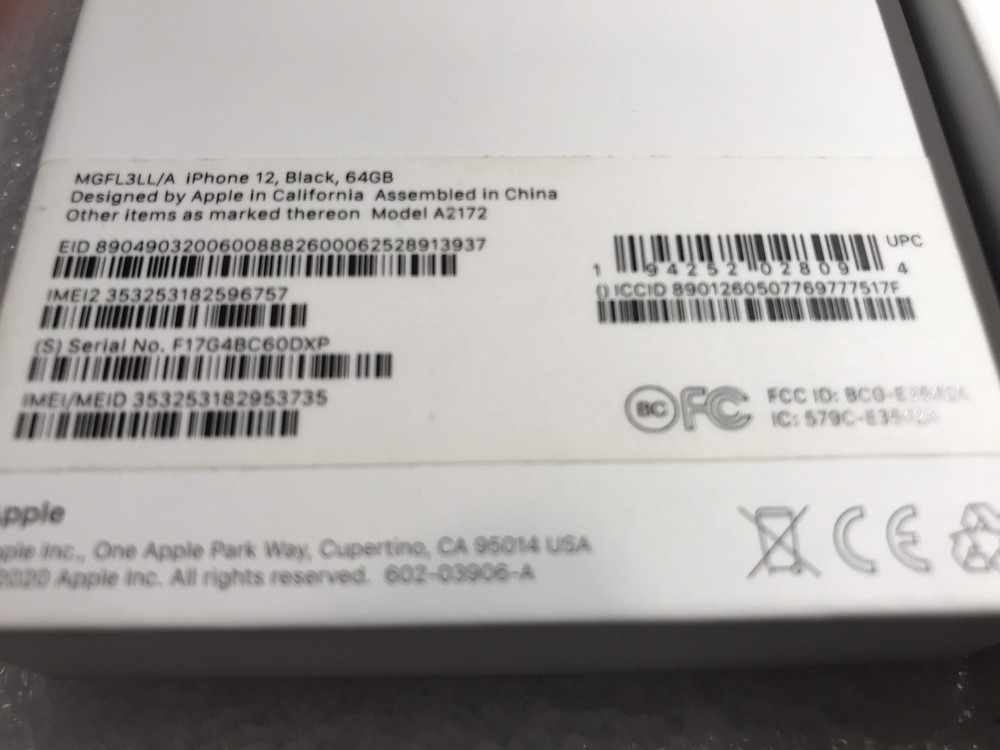 MGFL3LL/A iPhone 12, Black, 64GB
Designed by Apple in California Assembled in China
Other items as marked thereon Model A2172
EID 89049032006008882600062528913937
UPC
1 94252 02809 4
IMEI2 353253182596757
() ICCID 8901260507769777517F
(S) Serial No. F17G4BC60DXP
IMEI/MEID 353253182953735
BC FC
FCC ID:
IC:
Apple
Inc., One Apple Park Way, Cupertino, CA 95014 USA
2020 Apple Inc. All rights reserved. 602-03906-A
CE